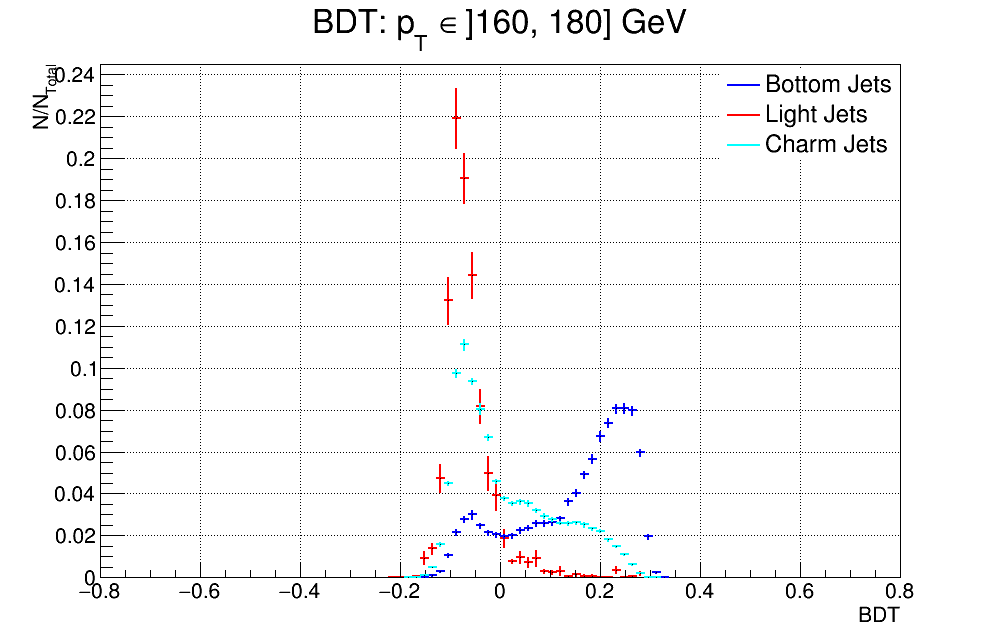 BDT: p_T ∈ ]160, 180] GeV
N/N_Total
Bottom Jets
Light Jets
Charm Jets
0.24
0.22
0.2
0.18
0.16
0.14
0.12
0.1
0.08
0.06
0.04
0.02
0
−0.8 −0.6 −0.4 −0.2 0 0.2 0.4 0.6 0.8
BDT